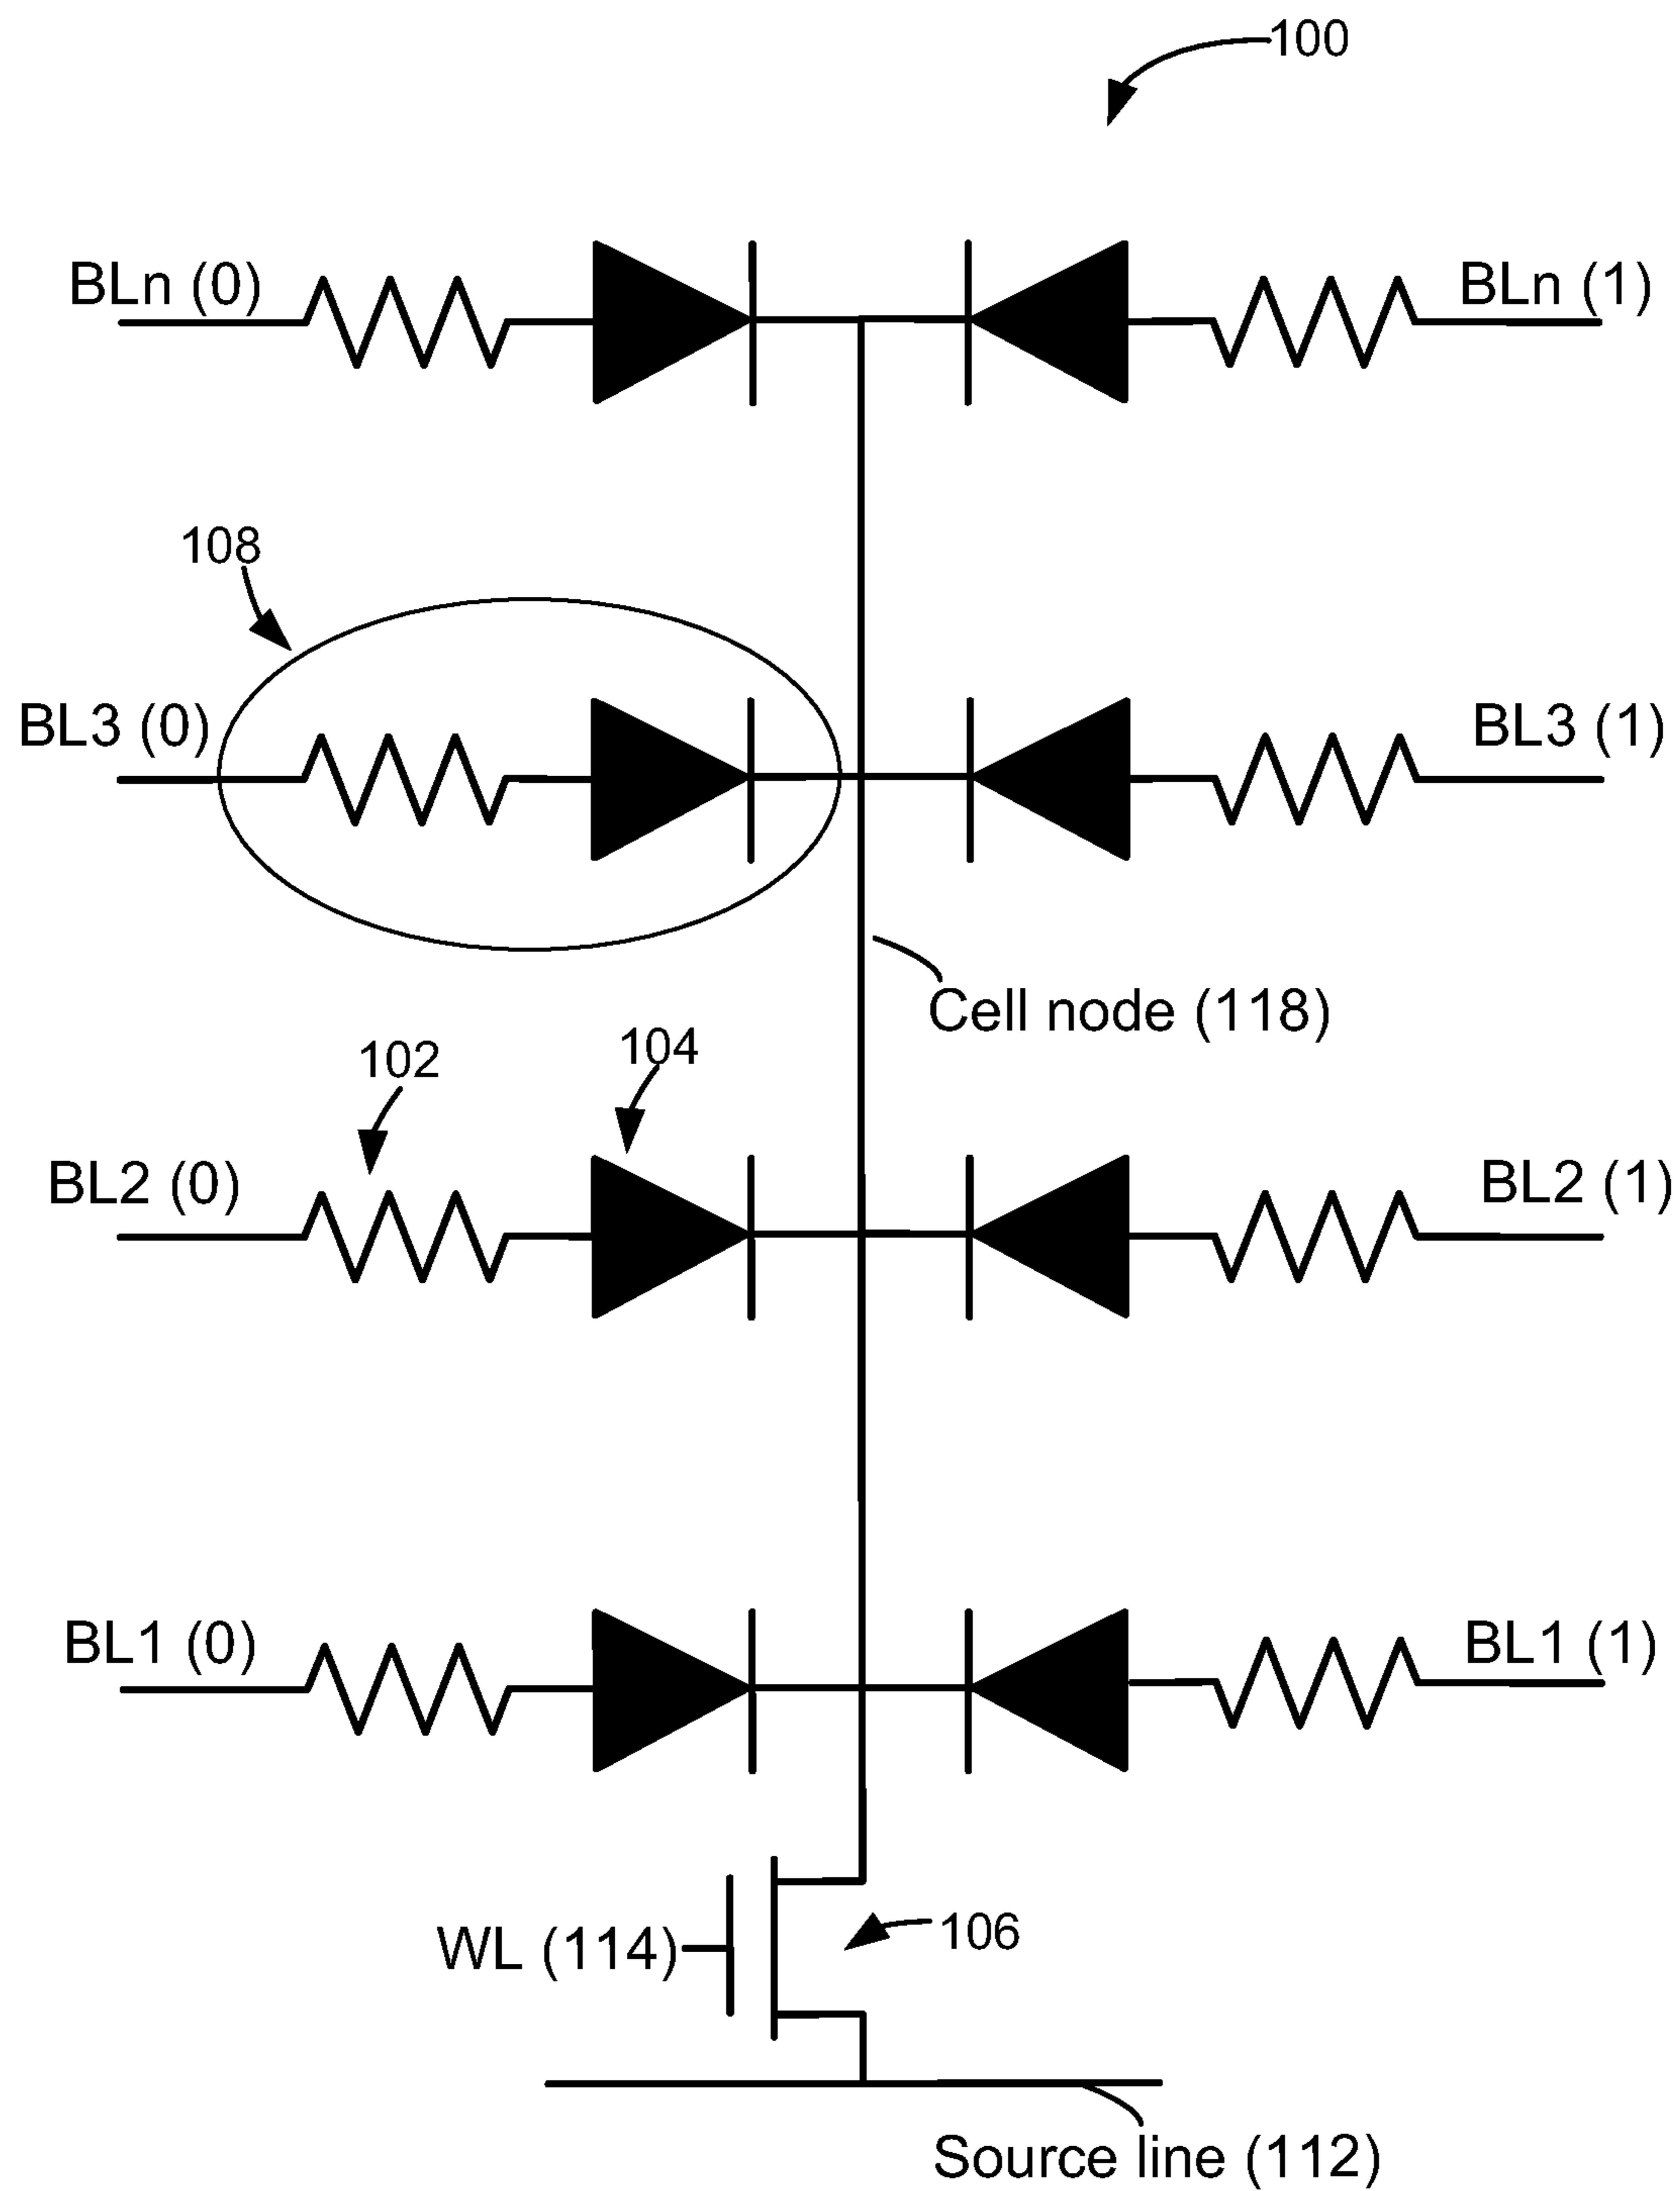 100
BLn (0)
BLn (1)
108
BL3 (0)
BL3 (1)
Cell node (118)
102
104
BL2 (0)
BL2 (1)
BL1 (0)
BL1 (1)
WL (114)
106
Source line (112)